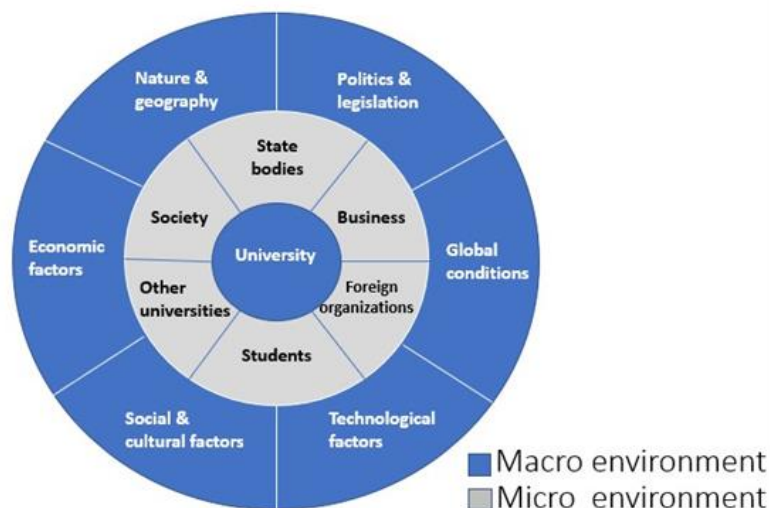 Nature &
geography
Politics &
legislation
State
bodies
Society
Business
Economic
factors
University
Global
conditions
Other
universities
Foreign
organizations
Students
Social &
cultural factors
Technological
factors
Macro environment
Micro environment